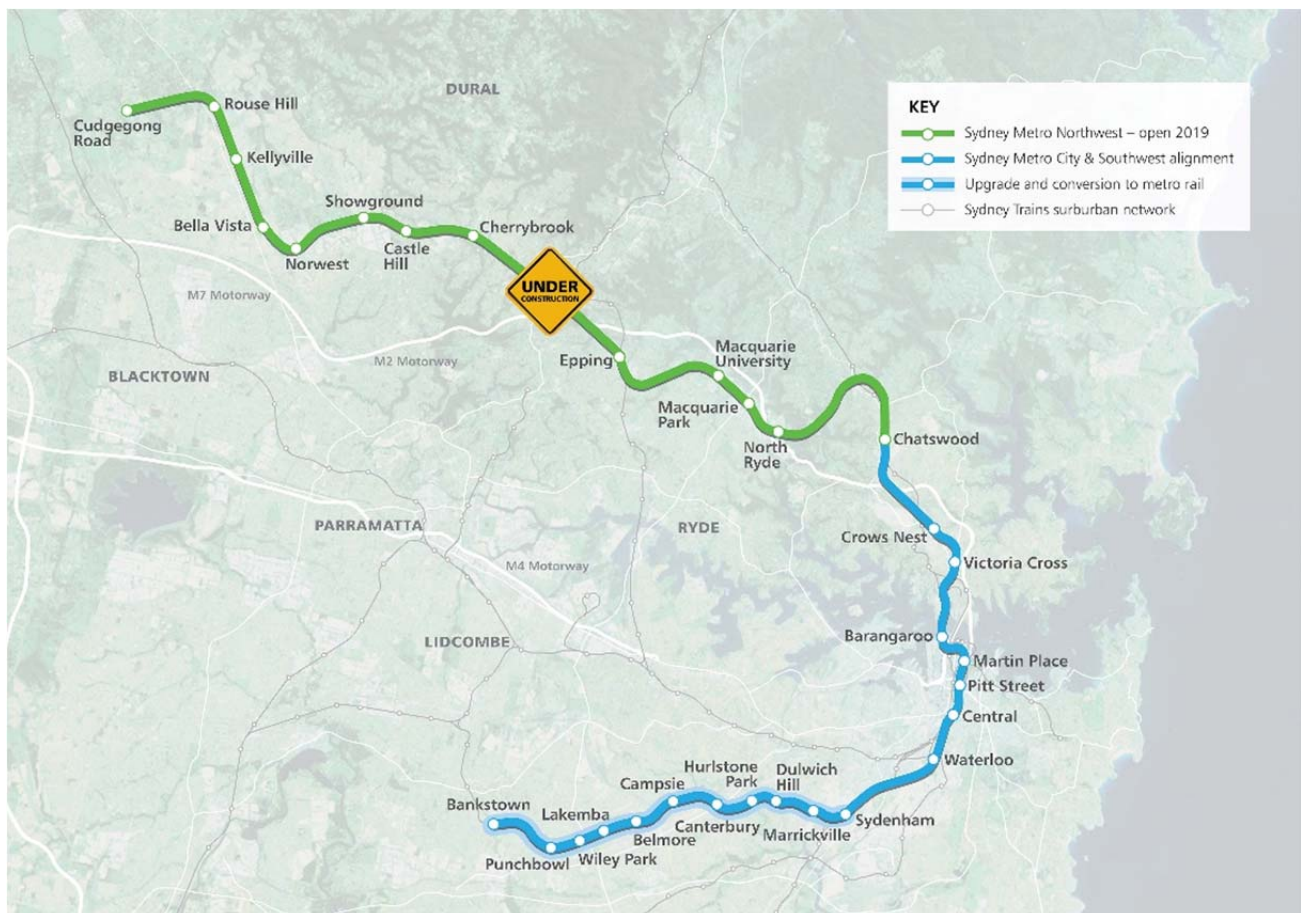 DURAL
KEY
Sydney Metro Northwest – open 2019
Sydney Metro City & Southwest alignment
Upgrade and conversion to metro rail
Sydney Trains surburban network
Cudgegong
Road
Rouse Hill
Kellyville
Bella Vista
Norwest
Showground
Castle
Hill
Cherrybrook
UNDER
CONSTRUCTION
M7 Motorway
M2 Motorway
BLACKTOWN
Epping
Macquarie
University
Macquarie
Park
North
Ryde
Chatswood
PARRAMATTA
RYDE
M4 Motorway
Crows Nest
Victoria Cross
LIDCOMBE
Barangaroo
Martin Place
Pitt Street
Central
Waterloo
Sydenham
Marrickville
Dulwich
Hill
Hurlstone
Park
Canterbury
Campsie
Belmore
Lakemba
Wiley Park
Punchbowl
Bankstown